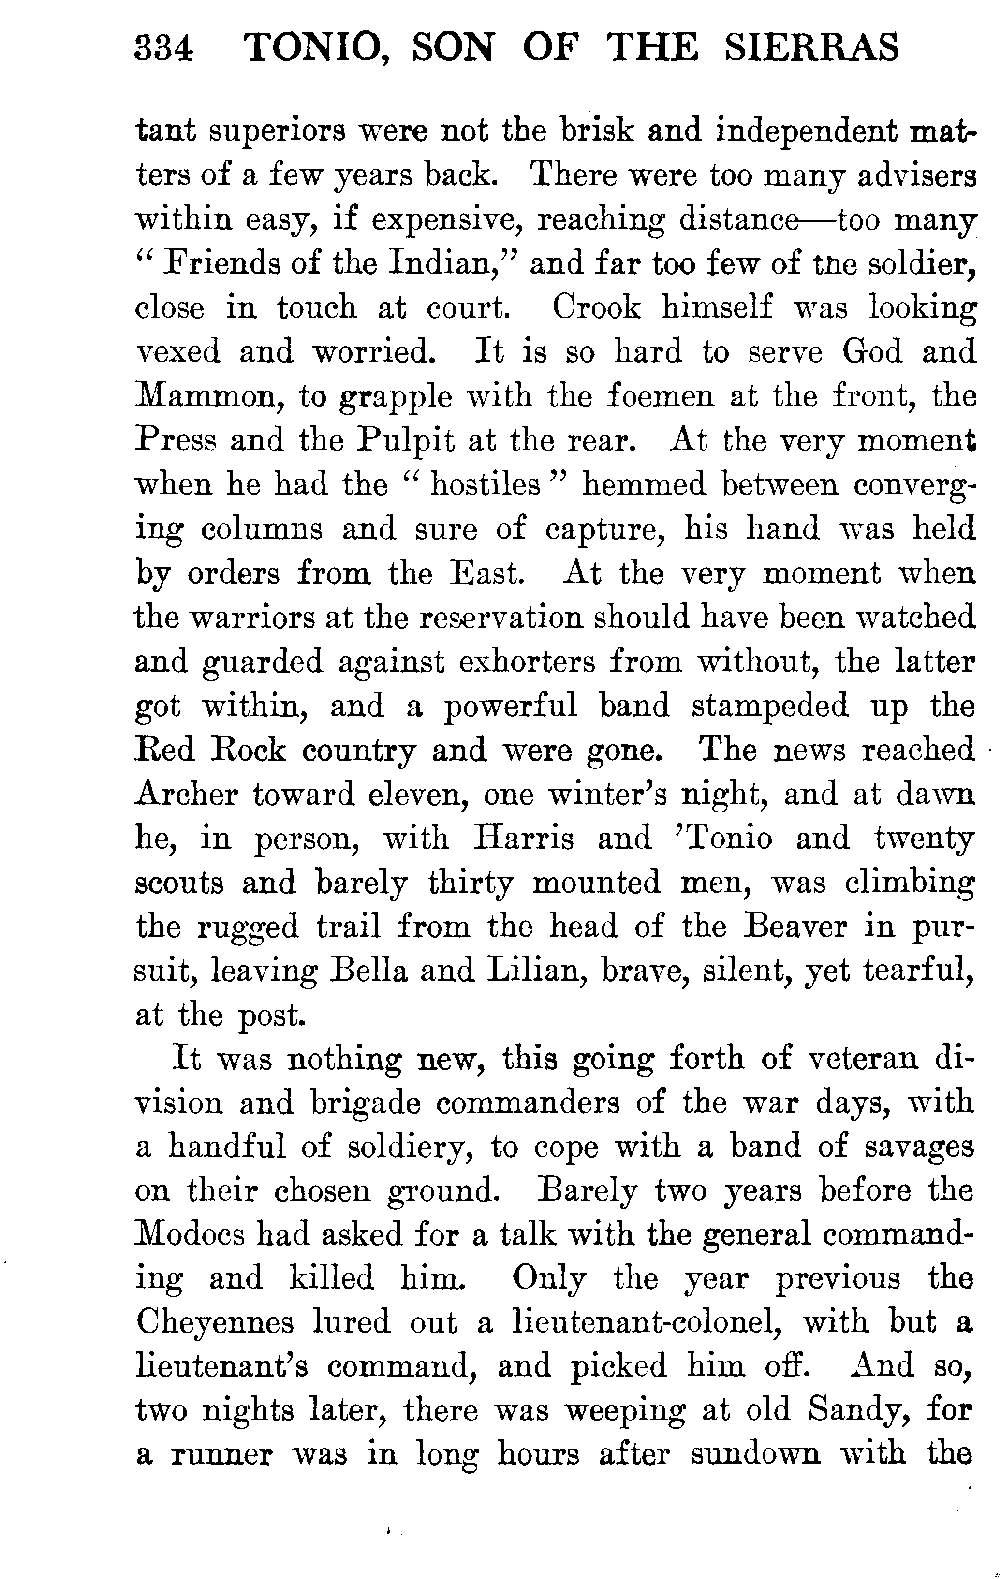 334 TONIO, SON OF THE SIERRAS
tant superiors were not the brisk and independent mat-
ters of a few years back. There were too many advisers
within easy, if expensive, reaching distance—too many
“ Friends of the Indian,” and far too few of the soldier,
close in touch at court. Crook himself was looking
vexed and worried. It is so hard to serve God and
Mammon, to grapple with the foemen at the front, the
Press and the Pulpit at the rear. At the very moment
when he had the “ hostiles ” hemmed between converg-
ing columns and sure of capture, his hand was held
by orders from the East. At the very moment when
the warriors at the reservation should have been watched
and guarded against exhorters from without, the latter
got within, and a powerful band stampeded up the
Red Rock country and were gone. The news reached
Archer toward eleven, one winter’s night, and at dawn
he, in person, with Harris and ’Tonio and twenty
scouts and barely thirty mounted men, was climbing
the rugged trail from the head of the Beaver in pur-
suit, leaving Bella and Lilian, brave, silent, yet tearful,
at the post.
It was nothing new, this going forth of veteran di-
vision and brigade commanders of the war days, with
a handful of soldiery, to cope with a band of savages
on their chosen ground. Barely two years before the
Modocs had asked for a talk with the general command-
ing and killed him. Only the year previous the
Cheyennes lured out a lieutenant-colonel, with but a
lieutenant’s command, and picked him off. And so,
two nights later, there was weeping at old Sandy, for
a runner was in long hours after sundown with the